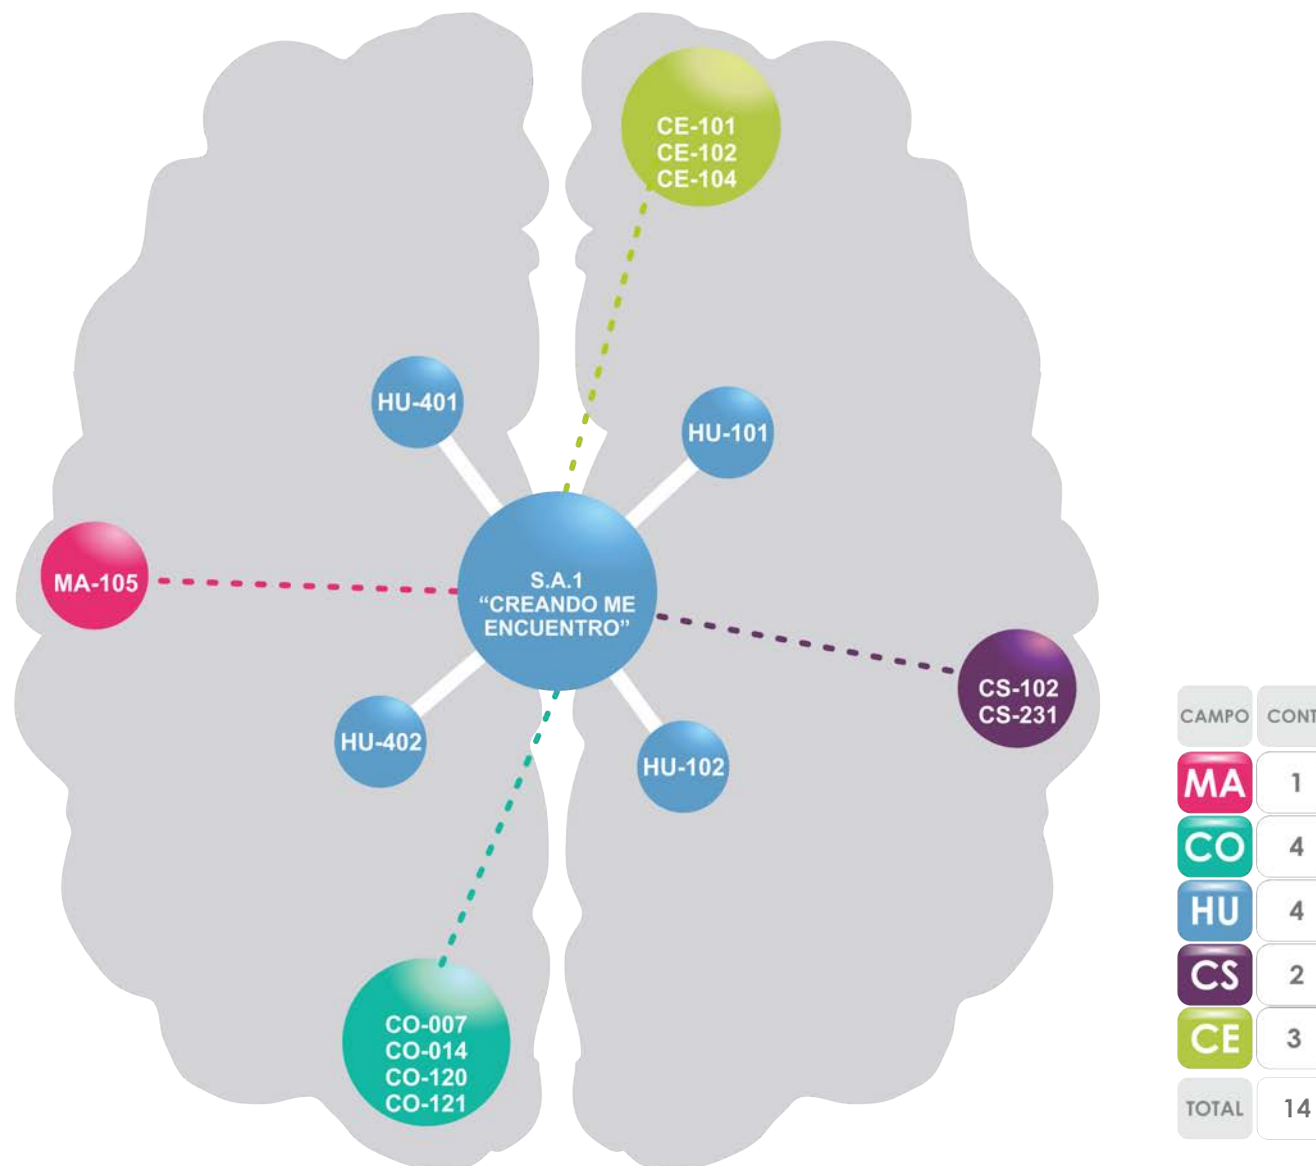 CE-101
CE-102
CE-104
HU-401
HU-101
MA-105
S.A.1
“CREANDO ME
ENCUENTRO”
CS-102
CS-231
HU-402
HU-102
CO-007
CO-014
CO-120
CO-121
CAMPO CONT
MA 1
CO 4
HU 4
CS 2
CE 3
TOTAL 14